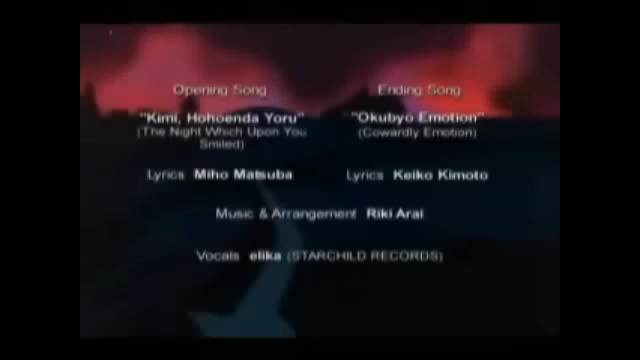 Opening Song
Ending Song
"Kimi, Hohoenda Yoru"
(The Night Which Upon You
Smiled)
"Okubyo Emotion"
(Cowardly Emotion)
Lyrics Miho Matsuba
Lyrics Keiko Kimoto
Music & Arrangement Riki Arai
Vocals elika (STARCHILD RECORDS)